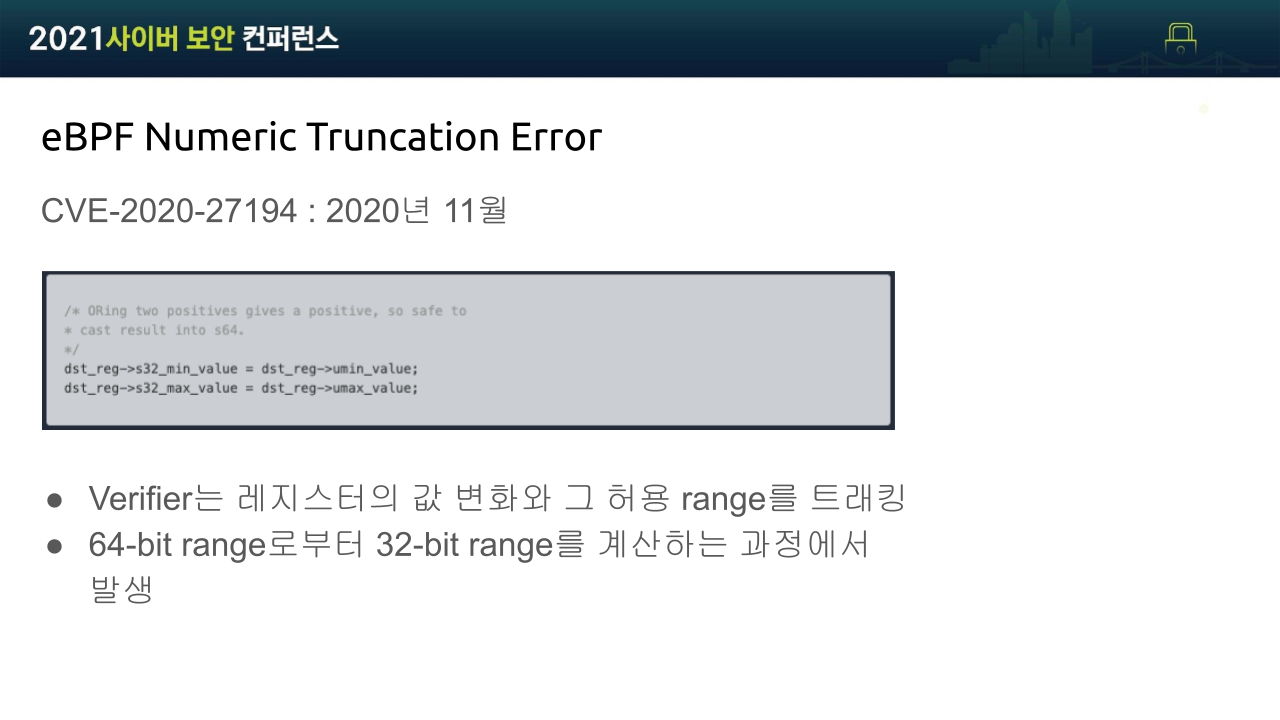 2021사이버 보안 컨퍼런스
eBPF Numeric Truncation Error
CVE-2020-27194 : 2020년 11월
/* ORing two positives gives a positive, so safe to
* cast result into s64.
*/
dst_reg->s32_min_value = dst_reg->umin_value;
dst_reg->s32_max_value = dst_reg->umax_value;
● Verifier는 레지스터의 값 변화와 그 허용 range를 트래킹
● 64-bit range로부터 32-bit range를 계산하는 과정에서
발생